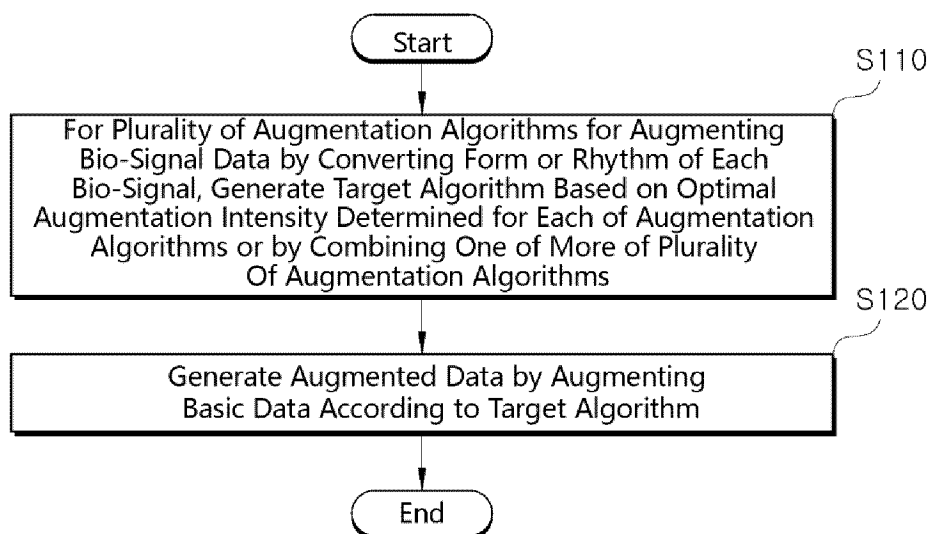 Start
S110
For Plurality of Augmentation Algorithms for Augmenting
Bio-Signal Data by Converting Form or Rhythm of Each
Bio-Signal, Generate Target Algorithm Based on Optimal
Augmentation Intensity Determined for Each of Augmentation
Algorithms or by Combining One of More of Plurality
Of Augmentation Algorithms
S120
Generate Augmented Data by Augmenting
Basic Data According to Target Algorithm
End